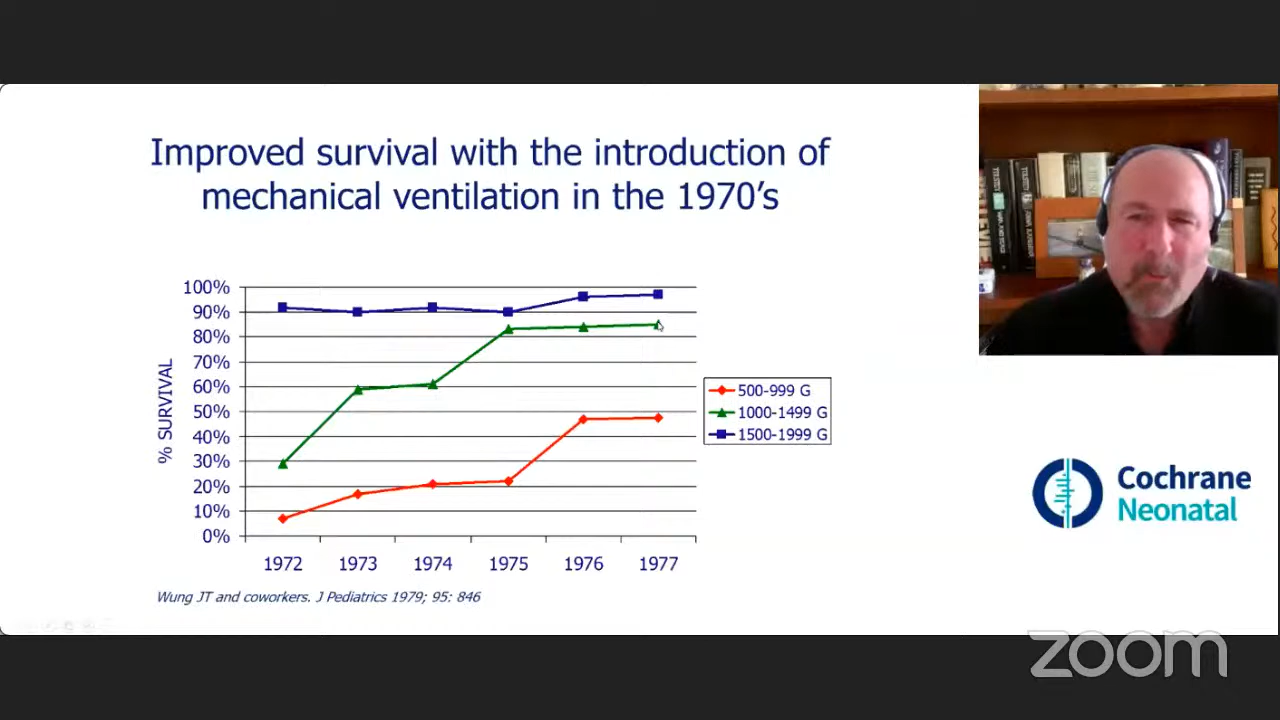 Improved survival with the introduction of
mechanical ventilation in the 1970's
% SURVIVAL
100%
90%
80%
70%
60%
50%
40%
30%
20%
10%
0%
1972 1973 1974 1975 1976 1977
500-999 G
1000-1499 G
1500-1999 G
Wung JT and coworkers. J Pediatrics 1979; 95: 846
Cochrane
Neonatal
zoom